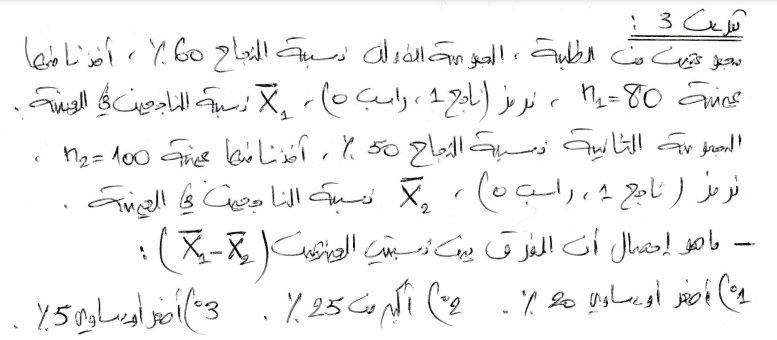 تمرين 3 :
مجموعتين من الطلبة ، المجموعة الأولى نسبة النجاح 60 % ، أخذنا منها
عينة n₁=80 ، نرمز (ناجح 1 ، راسب 0) ، X̄₁ نسبة الناجحين في العينة .
المجموعة الثانية نسبة النجاح 50 % ، أخذنا منها عينة n₂=100 ،
نرمز (ناجح 1 ، راسب 0) ، X̄₂ نسبة الناجحين في العينة .
– ماهو إحتمال أن الفرق بين نسبتي العينتين (X̄₁-X̄₂) :
1°) أصغر أو يساوي 20 % . 2°) أكبر من 25 % . 3°) أصغر أو يساوي 5 % .